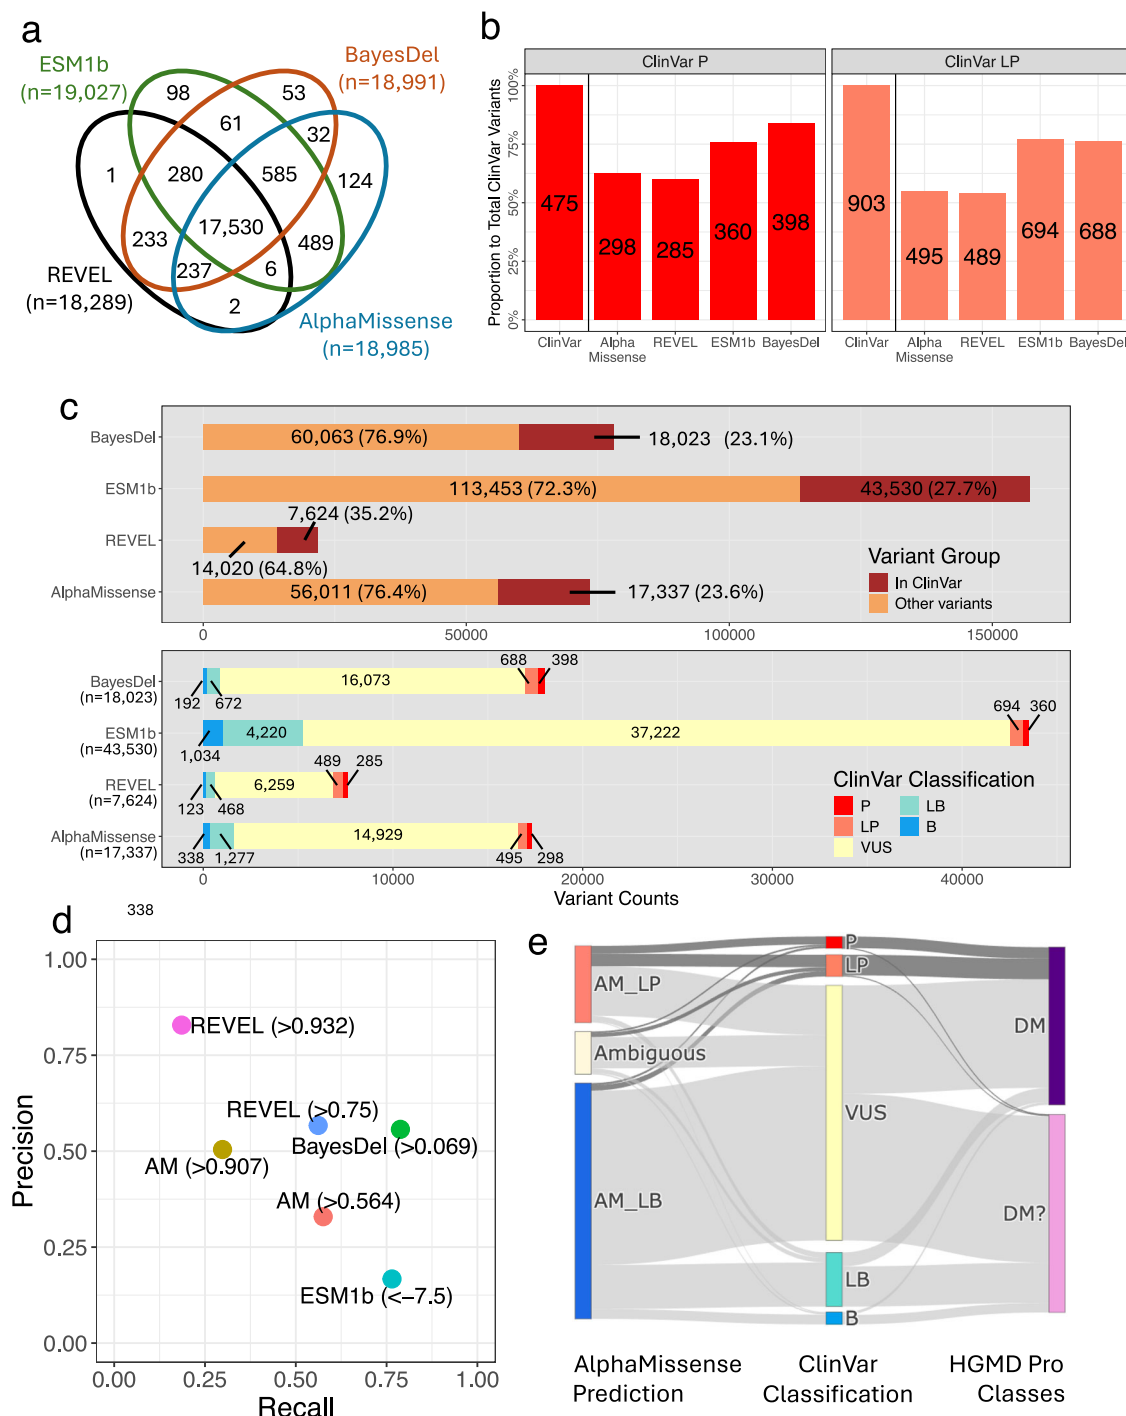 a
ESM1b
(n=19,027)
BayesDel
(n=18,991)
98
53
61
32
1
280
585
124
17,530
233
489
237
6
2
REVEL
(n=18,289)
AlphaMissense
(n=18,985)
b
ClinVar P
ClinVar LP
Proportion to Total ClinVar Variants
100%
75%
50%
25%
0%
475
298
285
360
398
903
495
489
694
688
ClinVar
Alpha
Missense
REVEL
ESM1b
BayesDel
ClinVar
Alpha
Missense
REVEL
ESM1b
BayesDel
c
BayesDel
60,063 (76.9%)
18,023 (23.1%)
ESM1b
113,453 (72.3%)
43,530 (27.7%)
7,624 (35.2%)
REVEL
14,020 (64.8%)
AlphaMissense
56,011 (76.4%)
17,337 (23.6%)
Variant Group
In ClinVar
Other variants
0
50000
100000
150000
BayesDel
(n=18,023)
192
672
16,073
688
398
ESM1b
(n=43,530)
1,034
4,220
37,222
694
360
REVEL
(n=7,624)
123
468
6,259
489
285
AlphaMissense
(n=17,337)
338
1,277
14,929
495
298
ClinVar Classification
P
LP
VUS
LB
B
0
10000
20000
30000
40000
Variant Counts
338
d
Precision
1.00
0.75
0.50
0.25
0.00
REVEL (>0.932)
REVEL (>0.75)
BayesDel (>0.069)
AM (>0.907)
AM (>0.564)
ESM1b (<−7.5)
0.00
0.25
0.50
0.75
1.00
Recall
e
AM_LP
Ambiguous
AM_LB
P
LP
VUS
LB
B
DM
DM?
AlphaMissense
Prediction
ClinVar
Classification
HGMD Pro
Classes